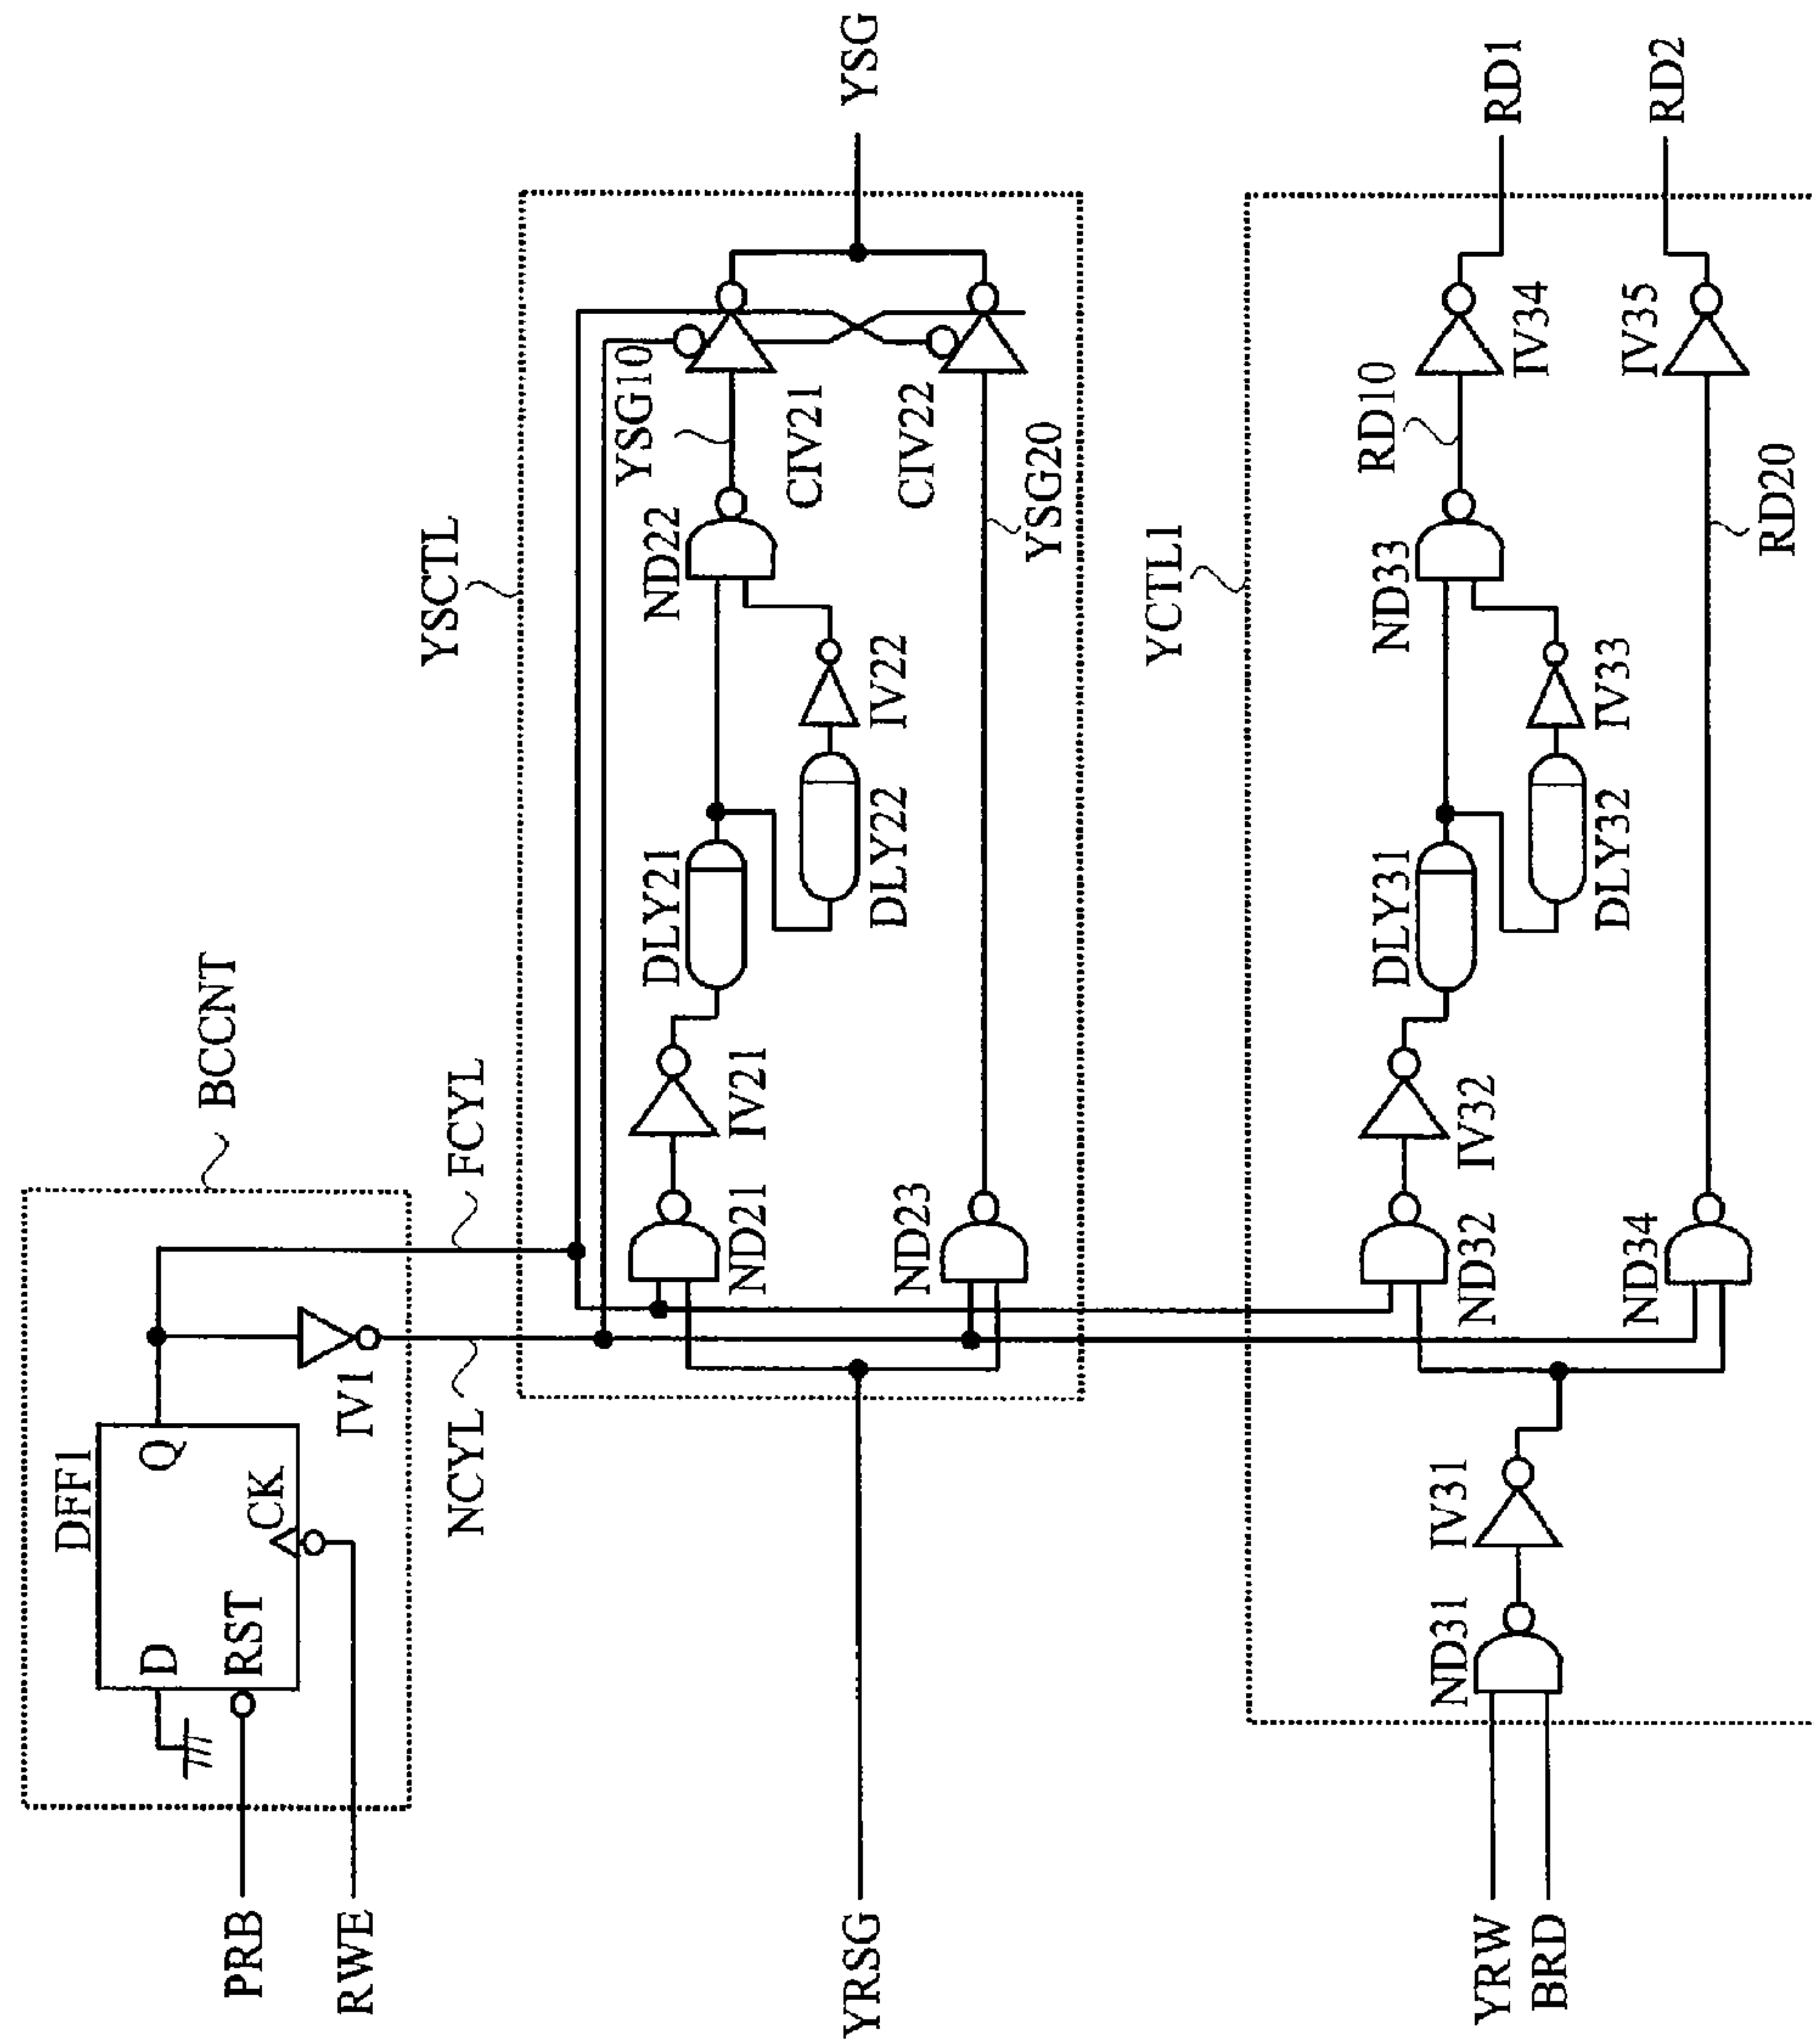 BCCNT
DFF1
D
Q
RST
CK
PRB
RWE
IV1
FCYL
NCYL
YSCTL
YRSG
ND21
IV21
DLY21
DLY22
IV22
ND22
YSG10
CIV21
CIV22
ND23
YSG20
YSG
YCTL1
YRW
BRD
ND31
IV31
ND32
IV32
DLY31
DLY32
IV33
ND33
RD10
IV34
RD1
ND34
RD20
IV35
RD2